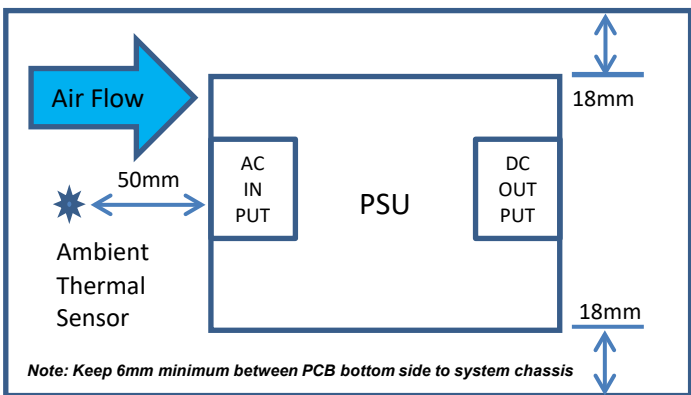 Air Flow
18mm
50mm
AC
IN
PUT
PSU
DC
OUT
PUT
Ambient
Thermal
Sensor
18mm
Note: Keep 6mm minimum between PCB bottom side to system chassis